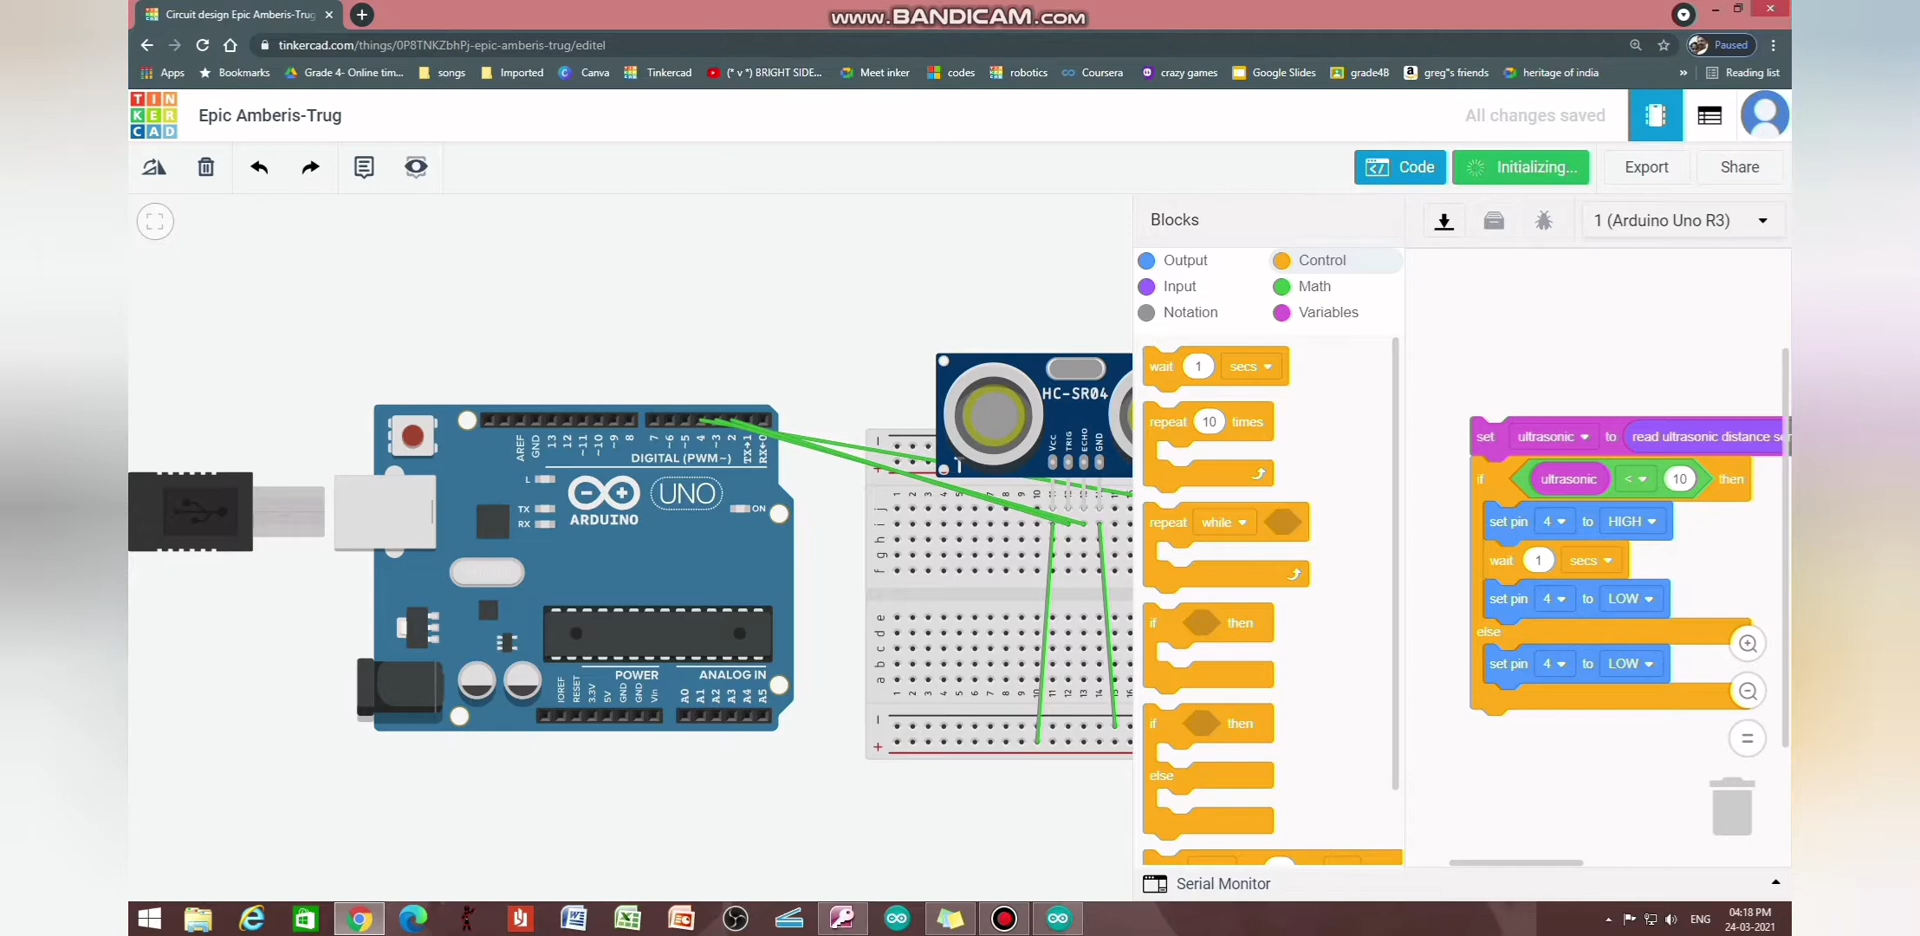 Circuit design Epic Amberis-Trug
www.BANDICAM.com
tinkercad.com/things/0P8TNKZbhPj-epic-amberis-trug/editel
Paused
Apps
Bookmarks
Grade 4- Online tim...
songs
Imported
Canva
Tinkercad
(* v *) BRIGHT SIDE...
Meet inker
codes
robotics
Coursera
crazy games
Google Slides
grade4B
greg"s friends
heritage of india
»
Reading list
TIN
KER
CAD
Epic Amberis-Trug
All changes saved
Code
Initializing...
Export
Share
Blocks
1 (Arduino Uno R3)
Output
Control
Input
Math
Notation
Variables
wait 1 secs
repeat 10 times
repeat while
if then
if then
else
set ultrasonic to read ultrasonic distance se
if ultrasonic < 10 then
set pin 4 to HIGH
wait 1 secs
set pin 4 to LOW
else
set pin 4 to LOW
HC-SR04
VCC
TRIG
ECHO
GND
T
AREF
GND
13
12
~11
~10
~9
8
7
~6
~5
4
~3
2
TX→1
RX←0
DIGITAL (PWM~)
L
TX
RX
ON
UNO
ARDUINO
POWER
ANALOG IN
IOREF
RESET
3.3V
5V
GND
GND
Vin
A0
A1
A2
A3
A4
A5
Serial Monitor
ENG
04:18 PM
24-03-2021